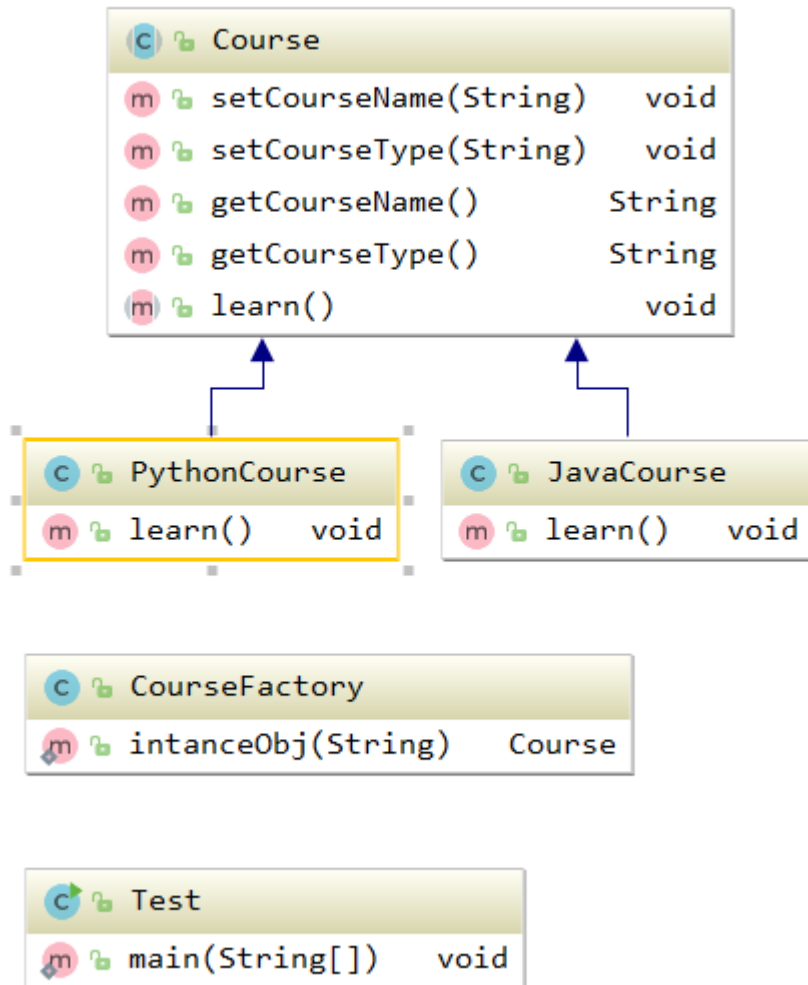 C Course
m setCourseName(String) void
m setCourseType(String) void
m getCourseName() String
m getCourseType() String
m learn() void
C PythonCourse
m learn() void
C JavaCourse
m learn() void
C CourseFactory
m intanceObj(String) Course
C Test
m main(String[]) void